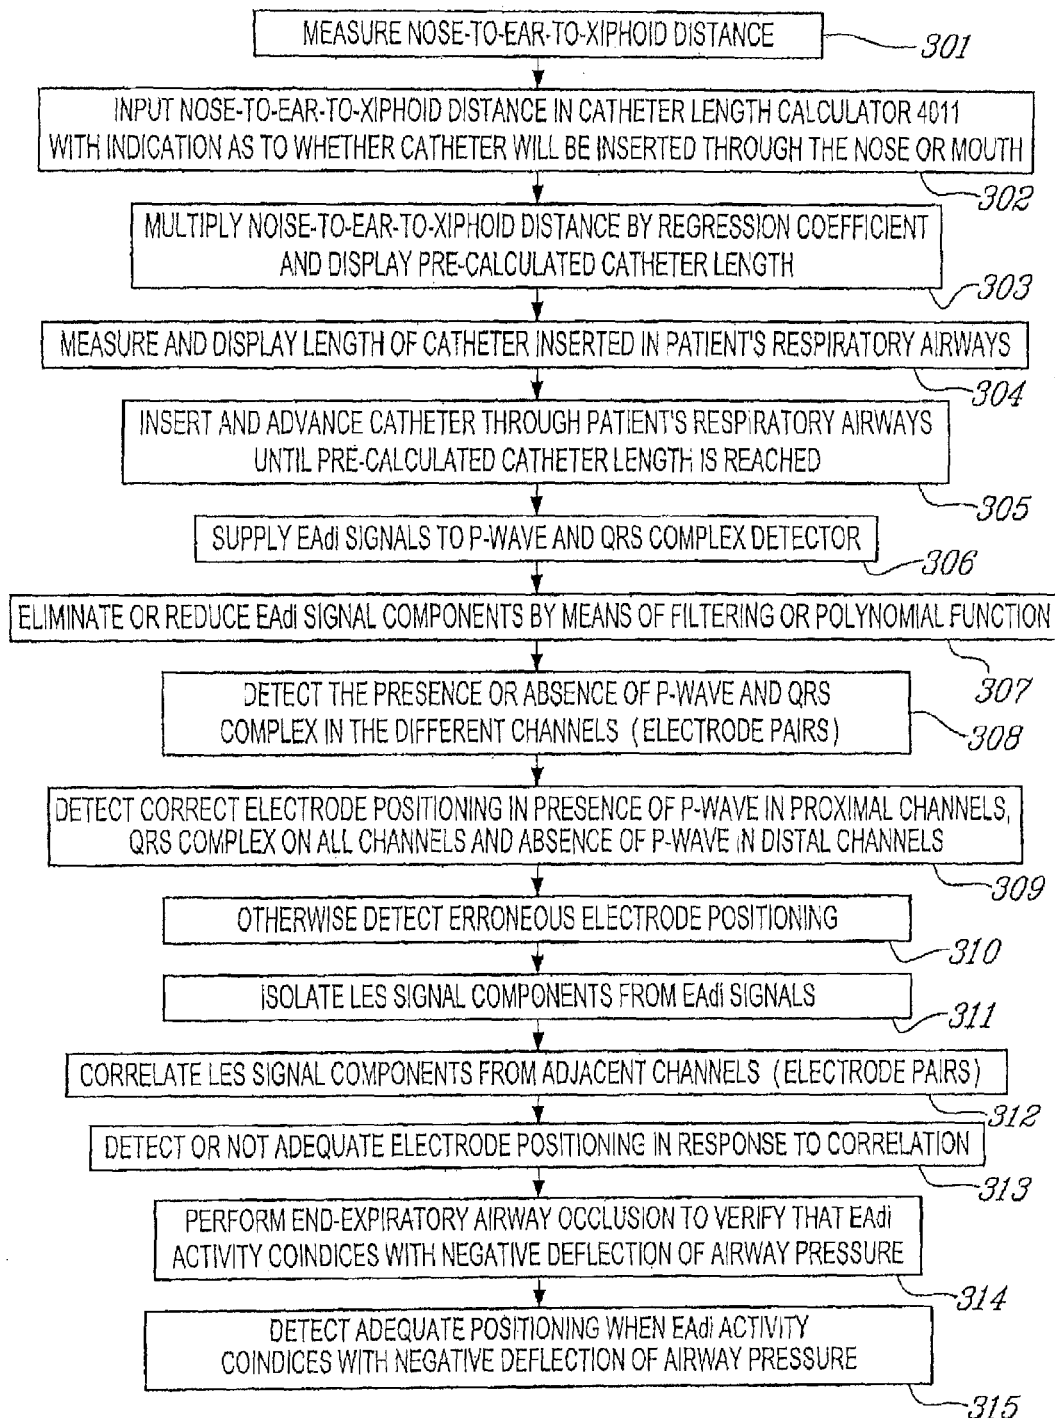 MEASURE NOSE-TO-EAR-TO-XIPHOID DISTANCE
301
INPUT NOSE-TO-EAR-TO-XIPHOID DISTANCE IN CATHETER LENGTH CALCULATOR 4011
WITH INDICATION AS TO WHETHER CATHETER WILL BE INSERTED THROUGH THE NOSE OR MOUTH
302
MULTIPLY NOISE-TO-EAR-TO-XIPHOID DISTANCE BY REGRESSION COEFFICIENT
AND DISPLAY PRE-CALCULATED CATHETER LENGTH
303
MEASURE AND DISPLAY LENGTH OF CATHETER INSERTED IN PATIENT'S RESPIRATORY AIRWAYS
304
INSERT AND ADVANCE CATHETER THROUGH PATIENT'S RESPIRATORY AIRWAYS
UNTIL PRE-CALCULATED CATHETER LENGTH IS REACHED
305
SUPPLY EAdi SIGNALS TO P-WAVE AND QRS COMPLEX DETECTOR
306
ELIMINATE OR REDUCE EAdi SIGNAL COMPONENTS BY MEANS OF FILTERING OR POLYNOMIAL FUNCTION
307
DETECT THE PRESENCE OR ABSENCE OF P-WAVE AND QRS
COMPLEX IN THE DIFFERENT CHANNELS (ELECTRODE PAIRS)
308
DETECT CORRECT ELECTRODE POSITIONING IN PRESENCE OF P-WAVE IN PROXIMAL CHANNELS,
QRS COMPLEX ON ALL CHANNELS AND ABSENCE OF P-WAVE IN DISTAL CHANNELS
309
OTHERWISE DETECT ERRONEOUS ELECTRODE POSITIONING
310
ISOLATE LES SIGNAL COMPONENTS FROM EAdi SIGNALS
311
CORRELATE LES SIGNAL COMPONENTS FROM ADJACENT CHANNELS (ELECTRODE PAIRS)
312
DETECT OR NOT ADEQUATE ELECTRODE POSITIONING IN RESPONSE TO CORRELATION
313
PERFORM END-EXPIRATORY AIRWAY OCCLUSION TO VERIFY THAT EAdi
ACTIVITY COINDICES WITH NEGATIVE DEFLECTION OF AIRWAY PRESSURE
314
DETECT ADEQUATE POSITIONING WHEN EAdi ACTIVITY
COINDICES WITH NEGATIVE DEFLECTION OF AIRWAY PRESSURE
315